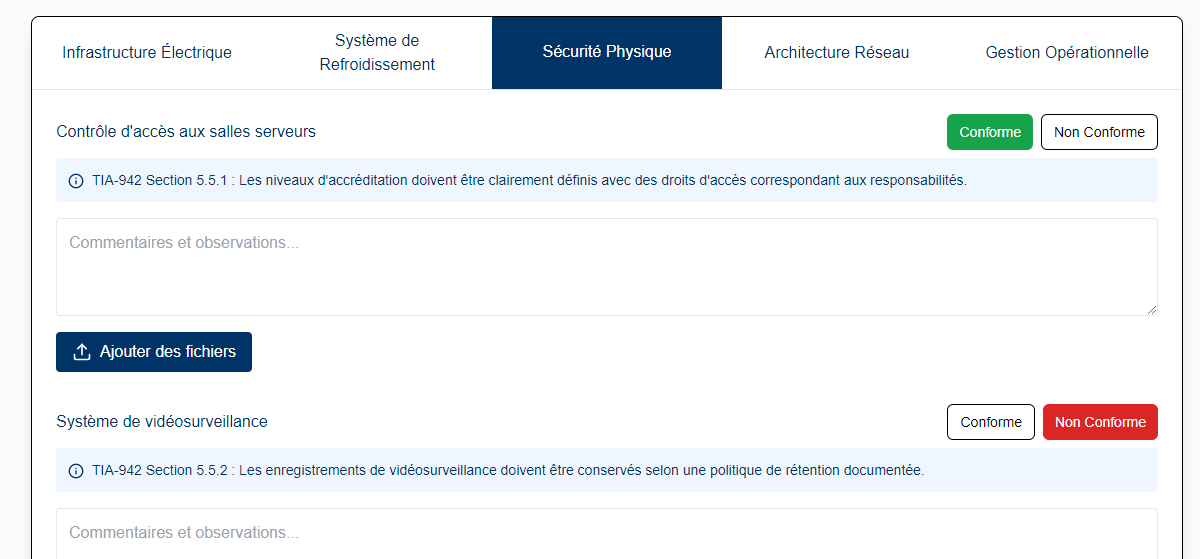 Infrastructure Électrique
Système de
Refroidissement
Sécurité Physique
Architecture Réseau
Gestion Opérationnelle
Contrôle d'accès aux salles serveurs
Conforme
Non Conforme
TIA-942 Section 5.5.1 : Les niveaux d'accréditation doivent être clairement définis avec des droits d'accès correspondant aux responsabilités.
Commentaires et observations...
Ajouter des fichiers
Système de vidéosurveillance
Conforme
Non Conforme
TIA-942 Section 5.5.2 : Les enregistrements de vidéosurveillance doivent être conservés selon une politique de rétention documentée.
Commentaires et observations...